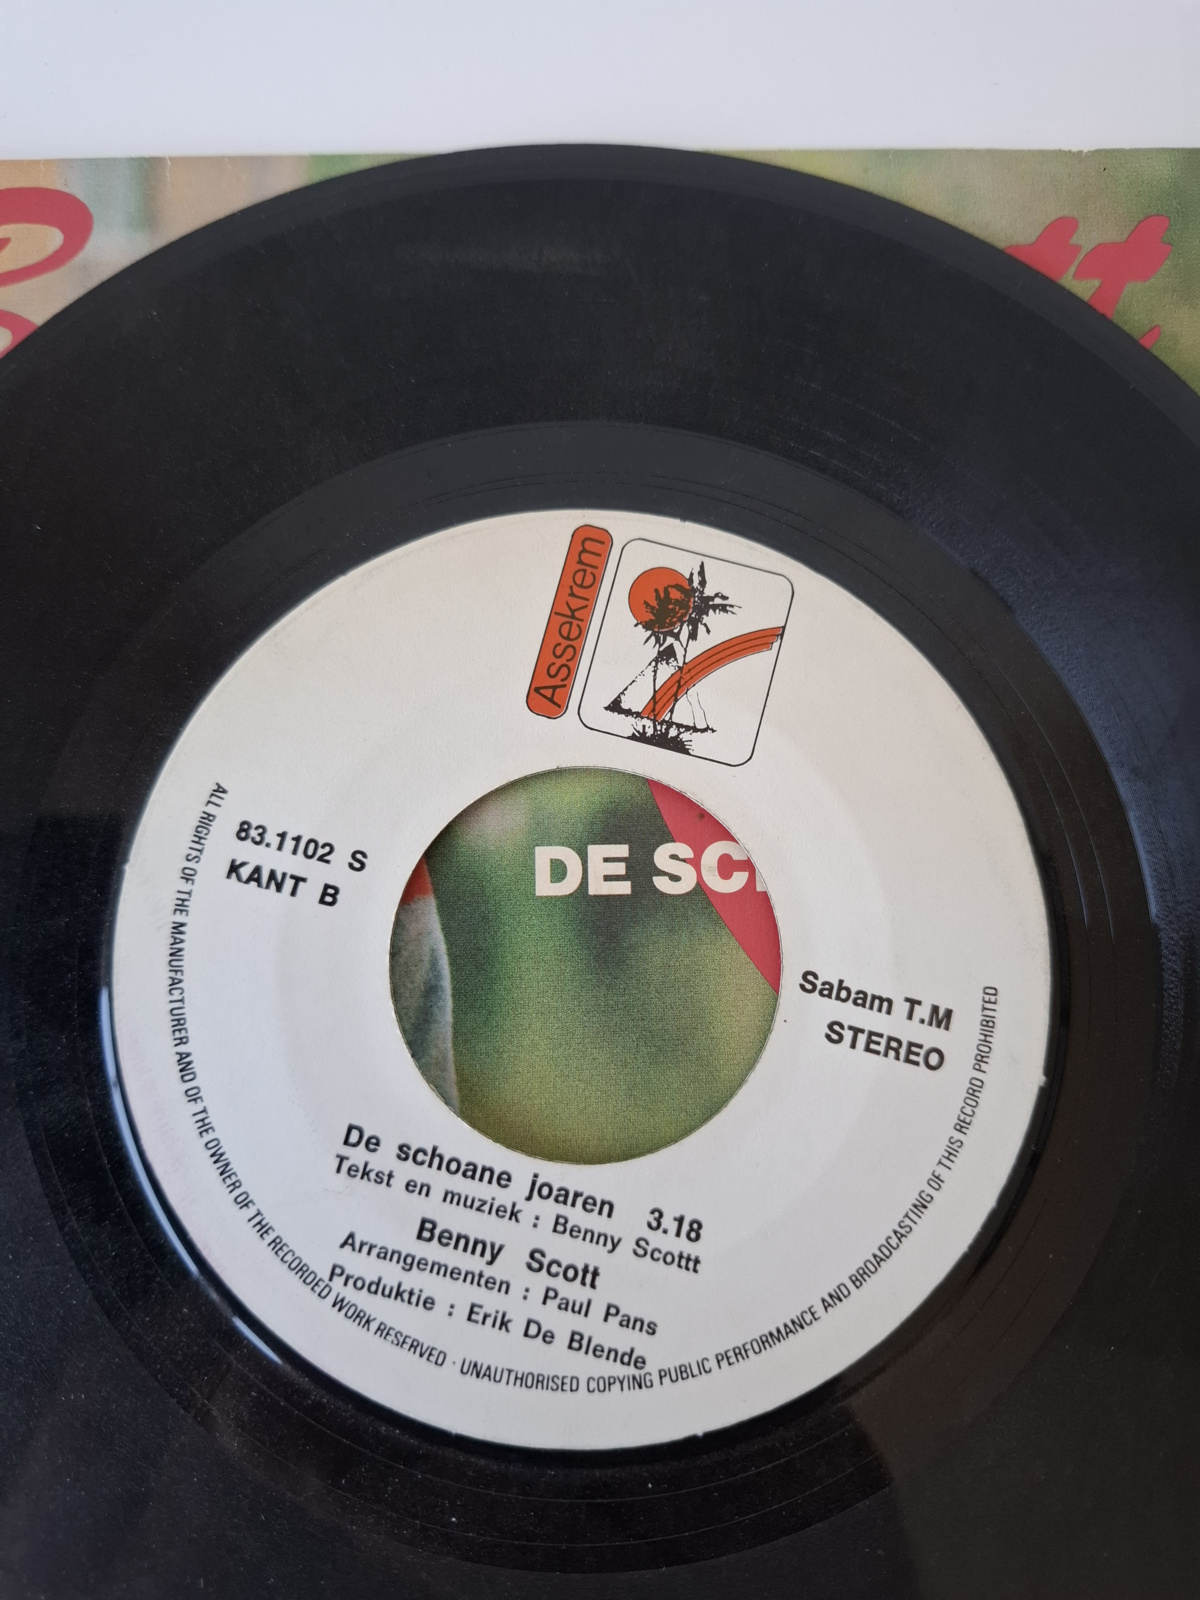 tt
Assekrem
83.1102 S
KANT B
DE SC
Sabam T.M
STEREO
De schoane joaren 3.18
Tekst en muziek : Benny Scottt
Benny Scott
Arrangementen : Paul Pans
Produktie : Erik De Blende
ALL RIGHTS OF THE MANUFACTURER AND OF THE OWNER OF THE RECORDED WORK RESERVED · UNAUTHORISED COPYING PUBLIC PERFORMANCE AND BROADCASTING OF THIS RECORD PROHIBITED